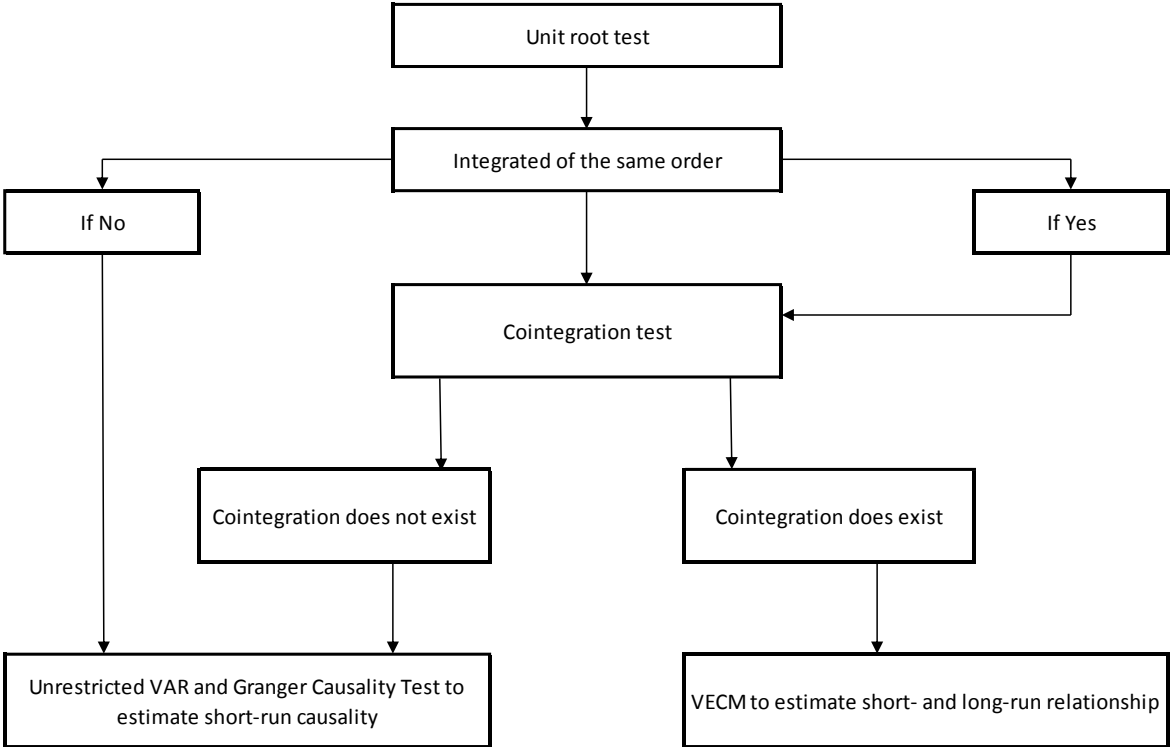 Unit root test
Integrated of the same order
If No
If Yes
Cointegration test
Cointegration does not exist
Cointegration does exist
Unrestricted VAR and Granger Causality Test to
estimate short-run causality
VECM to estimate short- and long-run relationship